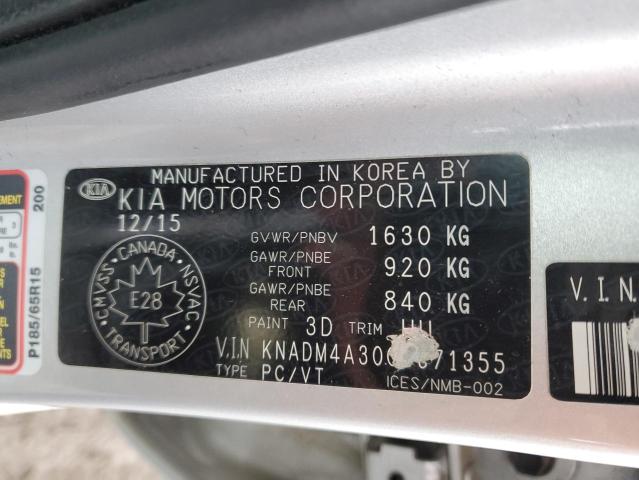 MANUFACTURED IN KOREA BY
KIA KIA MOTORS CORPORATION
12/15
GVWR/PNBV 1630 KG
GAWR/PNBE
FRONT 920 KG
GAWR/PNBE
REAR 840 KG
PAINT 3D TRIM
CANADA
CMVSS NSVAC
E28
TRANSPORT
V.I.N
TYPE PC/VT ICES/NMB-002
200
P185/65R15
V.I.N.